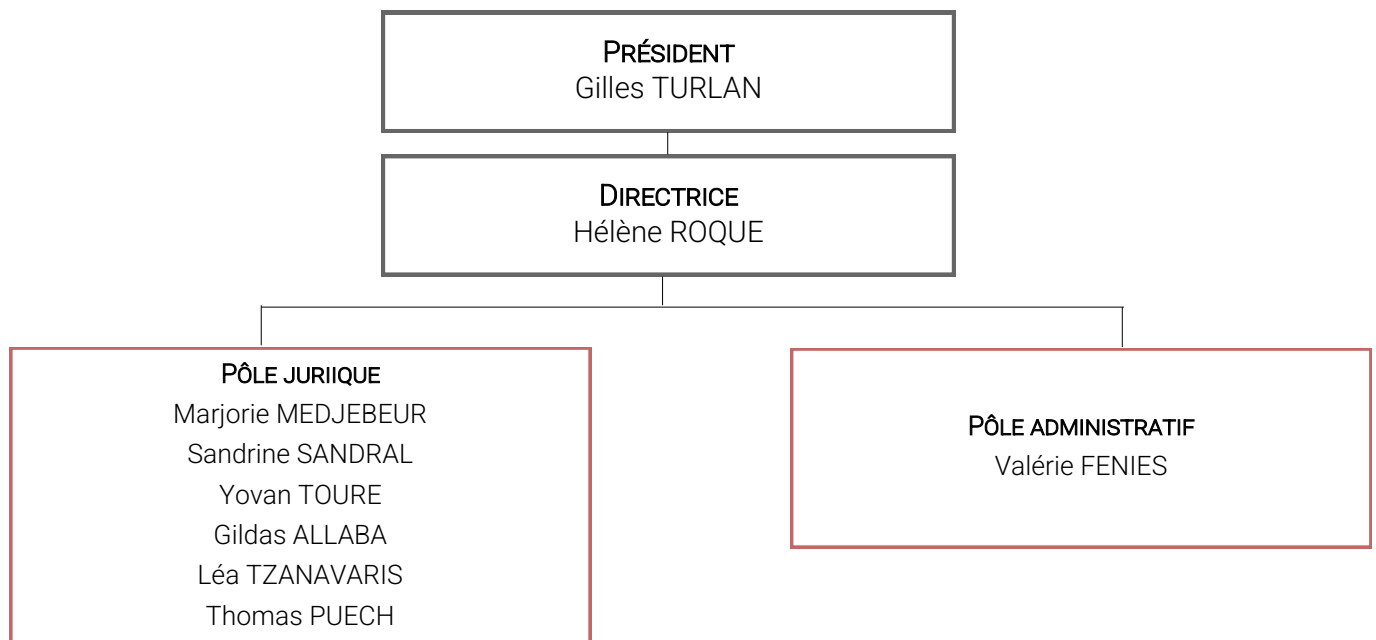 PRÉSIDENT
Gilles TURLAN
DIRECTRICE
Hélène ROQUE
PÔLE JURIIQUE
Marjorie MEDJEBEUR
Sandrine SANDRAL
Yovan TOURE
Gildas ALLABA
Léa TZANAVARIS
Thomas PUECH
PÔLE ADMINISTRATIF
Valérie FENIES